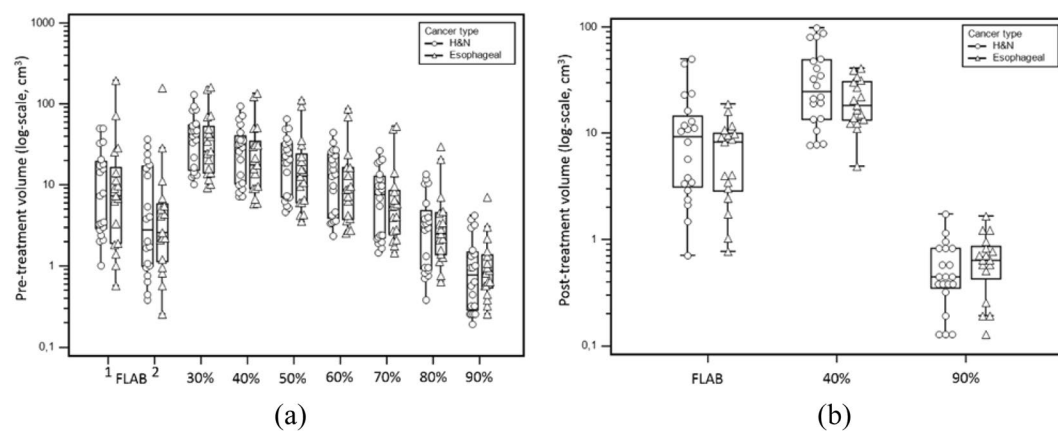 Pre-treatment volume (log-scale, cm³)
1000
100
10
1
0,1
Cancer type
H&N
Esophageal
1 FLAB 2 30% 40% 50% 60% 70% 80% 90%
(a)
Post-treatment volume (log-scale, cm³)
100
10
1
0,1
Cancer type
H&N
Esophageal
FLAB 40% 90%
(b)